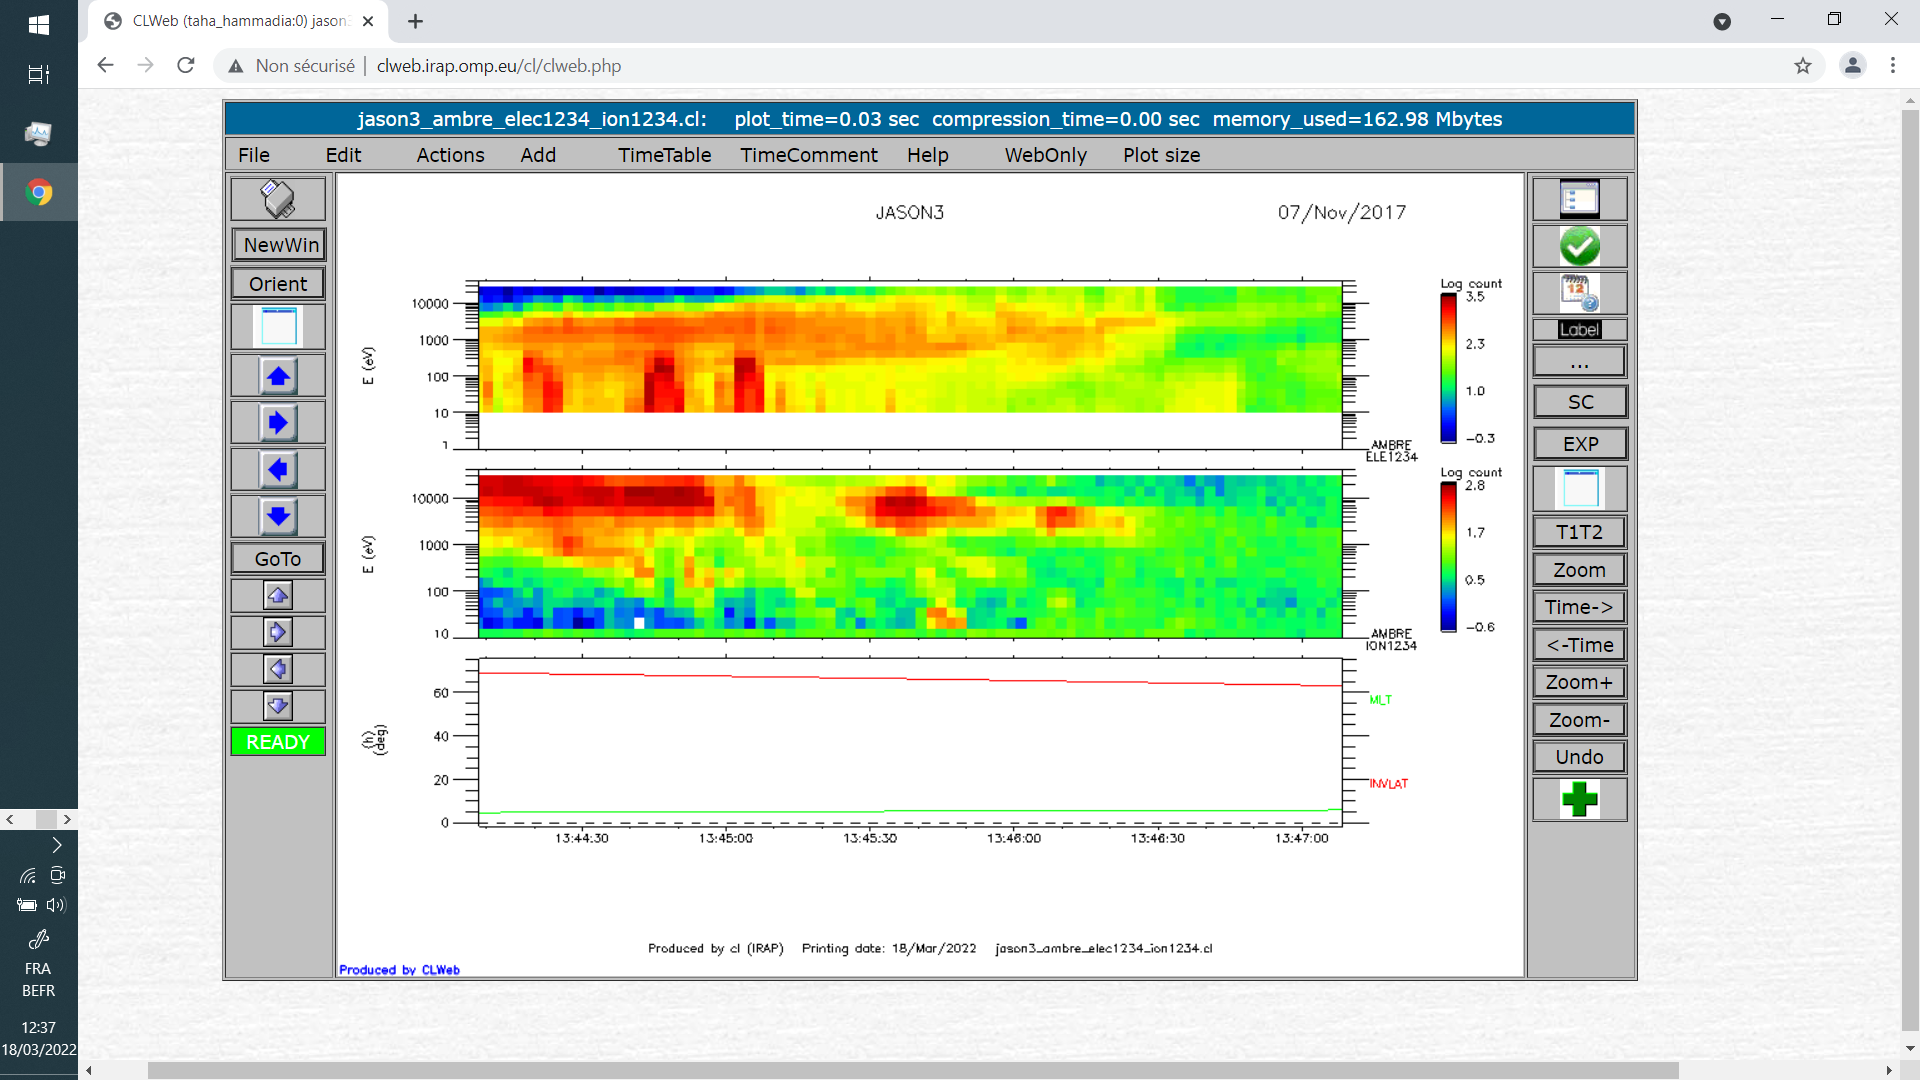 CLWeb (taha_hammadia:0) jason3
Non sécurisé | clweb.irap.omp.eu/cl/clweb.php
jason3_ambre_elec1234_ion1234.cl: plot_time=0.03 sec compression_time=0.00 sec memory_used=162.98 Mbytes
File Edit Actions Add TimeTable TimeComment Help WebOnly Plot size
NewWin
Orient
GoTo
READY
JASON3 07/Nov/2017
10000
1000
100
10
1
E (eV)
Log count
3.5
2.3
1.0
-0.3
AMBRE
ELE1234
10000
1000
100
10
E (eV)
Log count
2.8
1.7
0.5
-0.6
AMBRE
ION1234
60
40
20
0
(h)
(deg)
MLT
INVLAT
13:44:30 13:45:00 13:45:30 13:46:00 13:46:30 13:47:00
Produced by cl (IRAP) Printing date: 18/Mar/2022 jason3_ambre_elec1234_ion1234.cl
Produced by CLWeb
12
Label
...
SC
EXP
T1T2
Zoom
Time->
<-Time
Zoom+
Zoom-
Undo
FRA
BEFR
12:37
18/03/2022